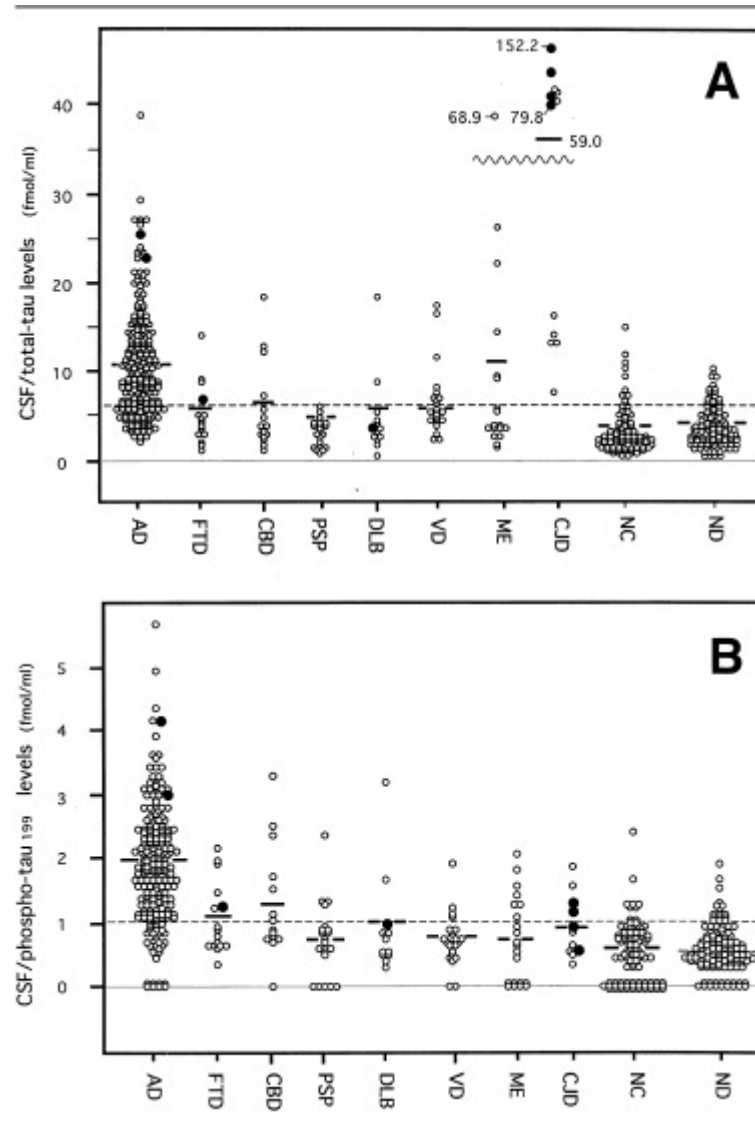 A
152.2
68.9
79.8
59.0
CSF/total-tau levels (fmol/ml)
40
30
20
10
0
AD FTD CBD PSP DLB VD ME CJD NC ND
B
CSF/phospho-tau 199 levels (fmol/ml)
5
4
3
2
1
0
AD FTD CBD PSP DLB VD ME CJD NC ND